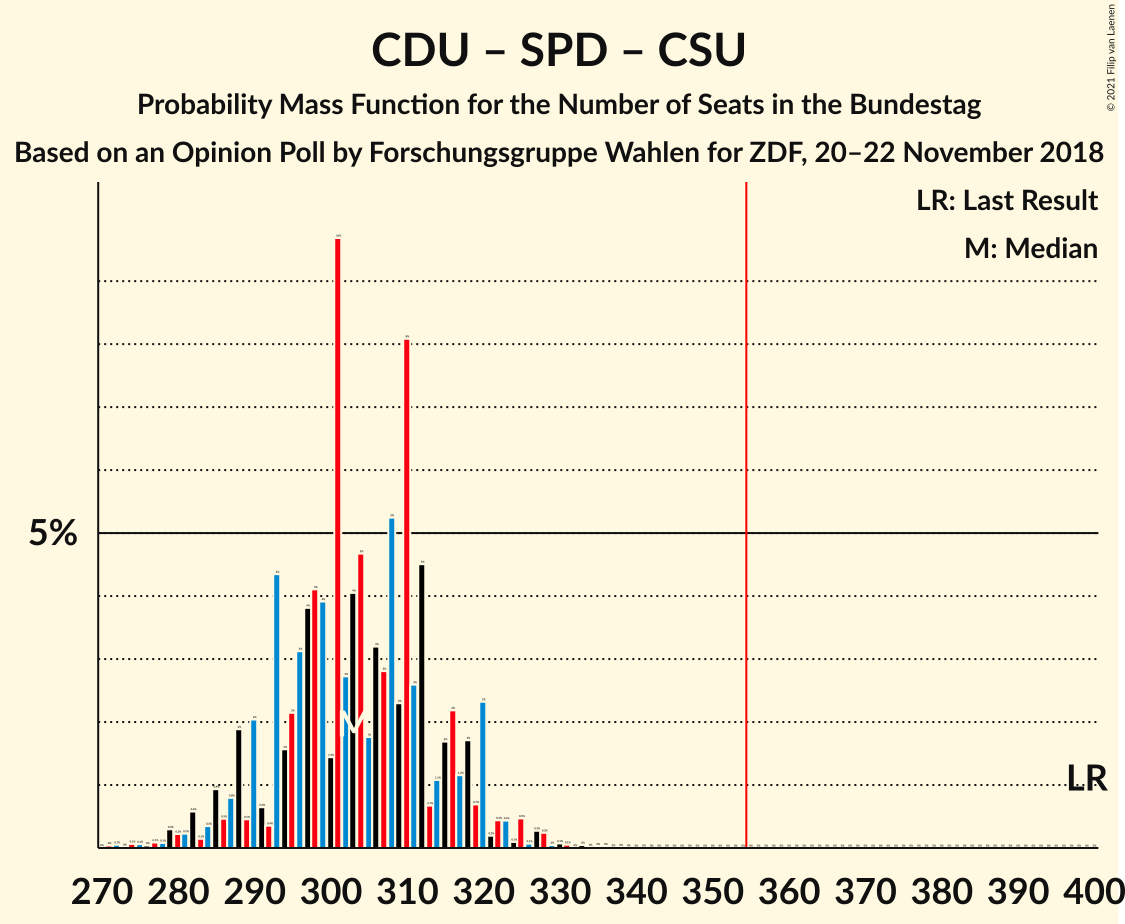 CDU – SPD – CSU
Probability Mass Function for the Number of Seats in the Bundestag
Based on an Opinion Poll by Forschungsgruppe Wahlen for ZDF, 20–22 November 2018
© 2021 Filip van Laenen
LR: Last Result
M: Median
5%
M
LR
270 280 290 300 310 320 330 340 350 360 370 380 390 400